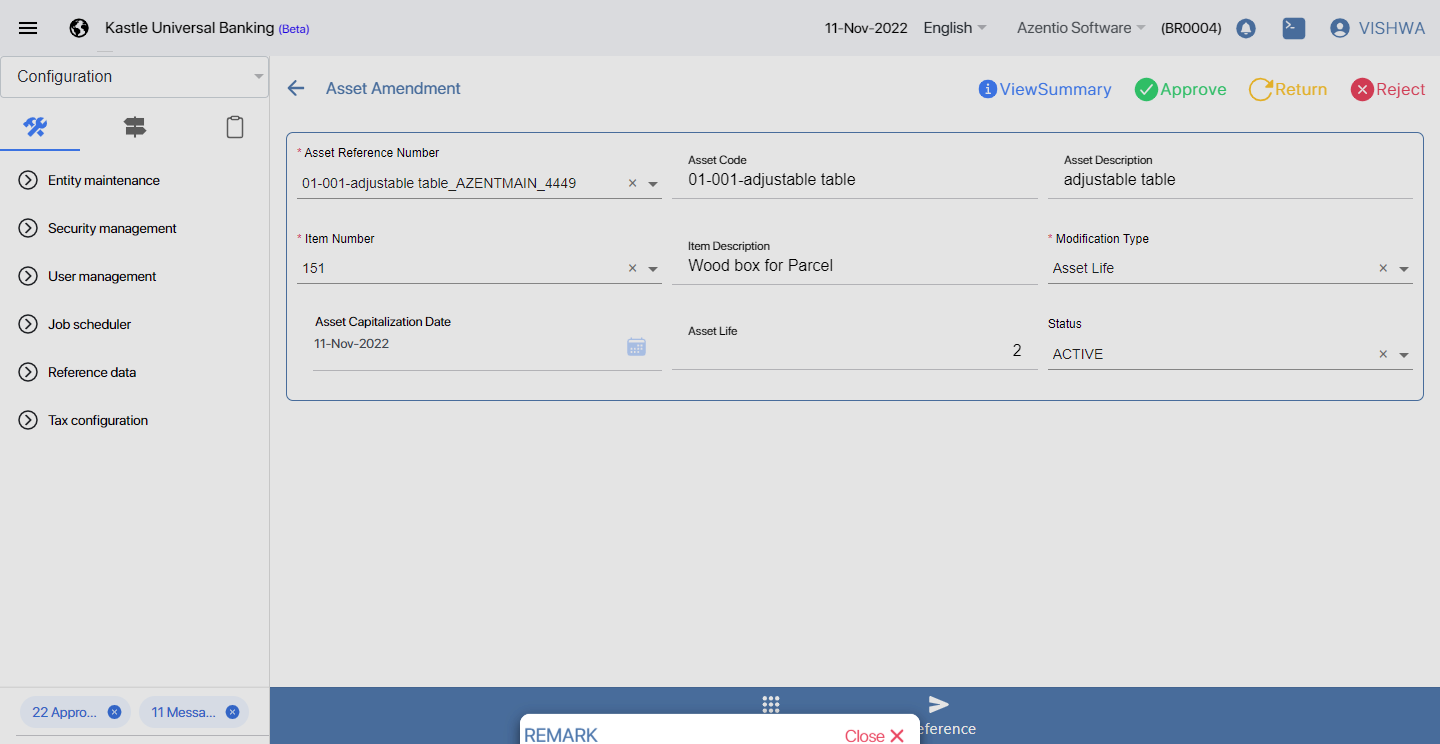 Kastle Universal Banking (Beta)
11-Nov-2022 English Azentio Software (BR0004) VISHWA
Configuration
Entity maintenance
Security management
User management
Job scheduler
Reference data
Tax configuration
22 Appro... 11 Messa...
Asset Amendment
ViewSummary Approve Return Reject
* Asset Reference Number
01-001-adjustable table_AZENTMAIN_4449
Asset Code
01-001-adjustable table
Asset Description
adjustable table
* Item Number
151
Item Description
Wood box for Parcel
* Modification Type
Asset Life
Asset Capitalization Date
11-Nov-2022
Asset Life
2
Status
ACTIVE
eference
REMARK Close